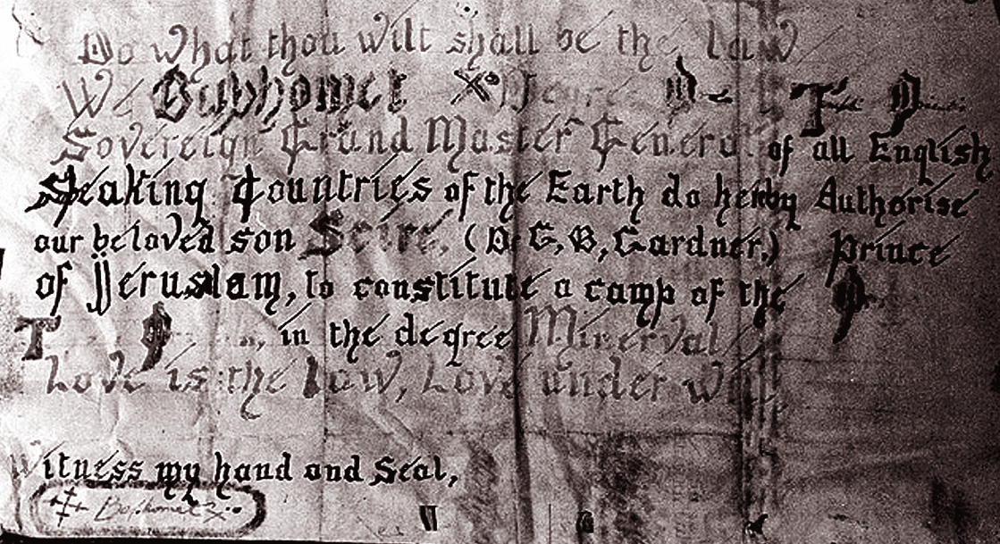 Do what thou wilt shall be the law
We Baphomet X° Degree
Sovereign Grand Master General of all English
Speaking Countries of the Earth do herby Authorise
our beloved son Scire, (Dr G,B,Gardner,) Prince
of Jeruslam, to constitute a camp of the
in the degree Minerval
Love is the Law, Love under will
Witness my hand and Seal,
Baphomet X°